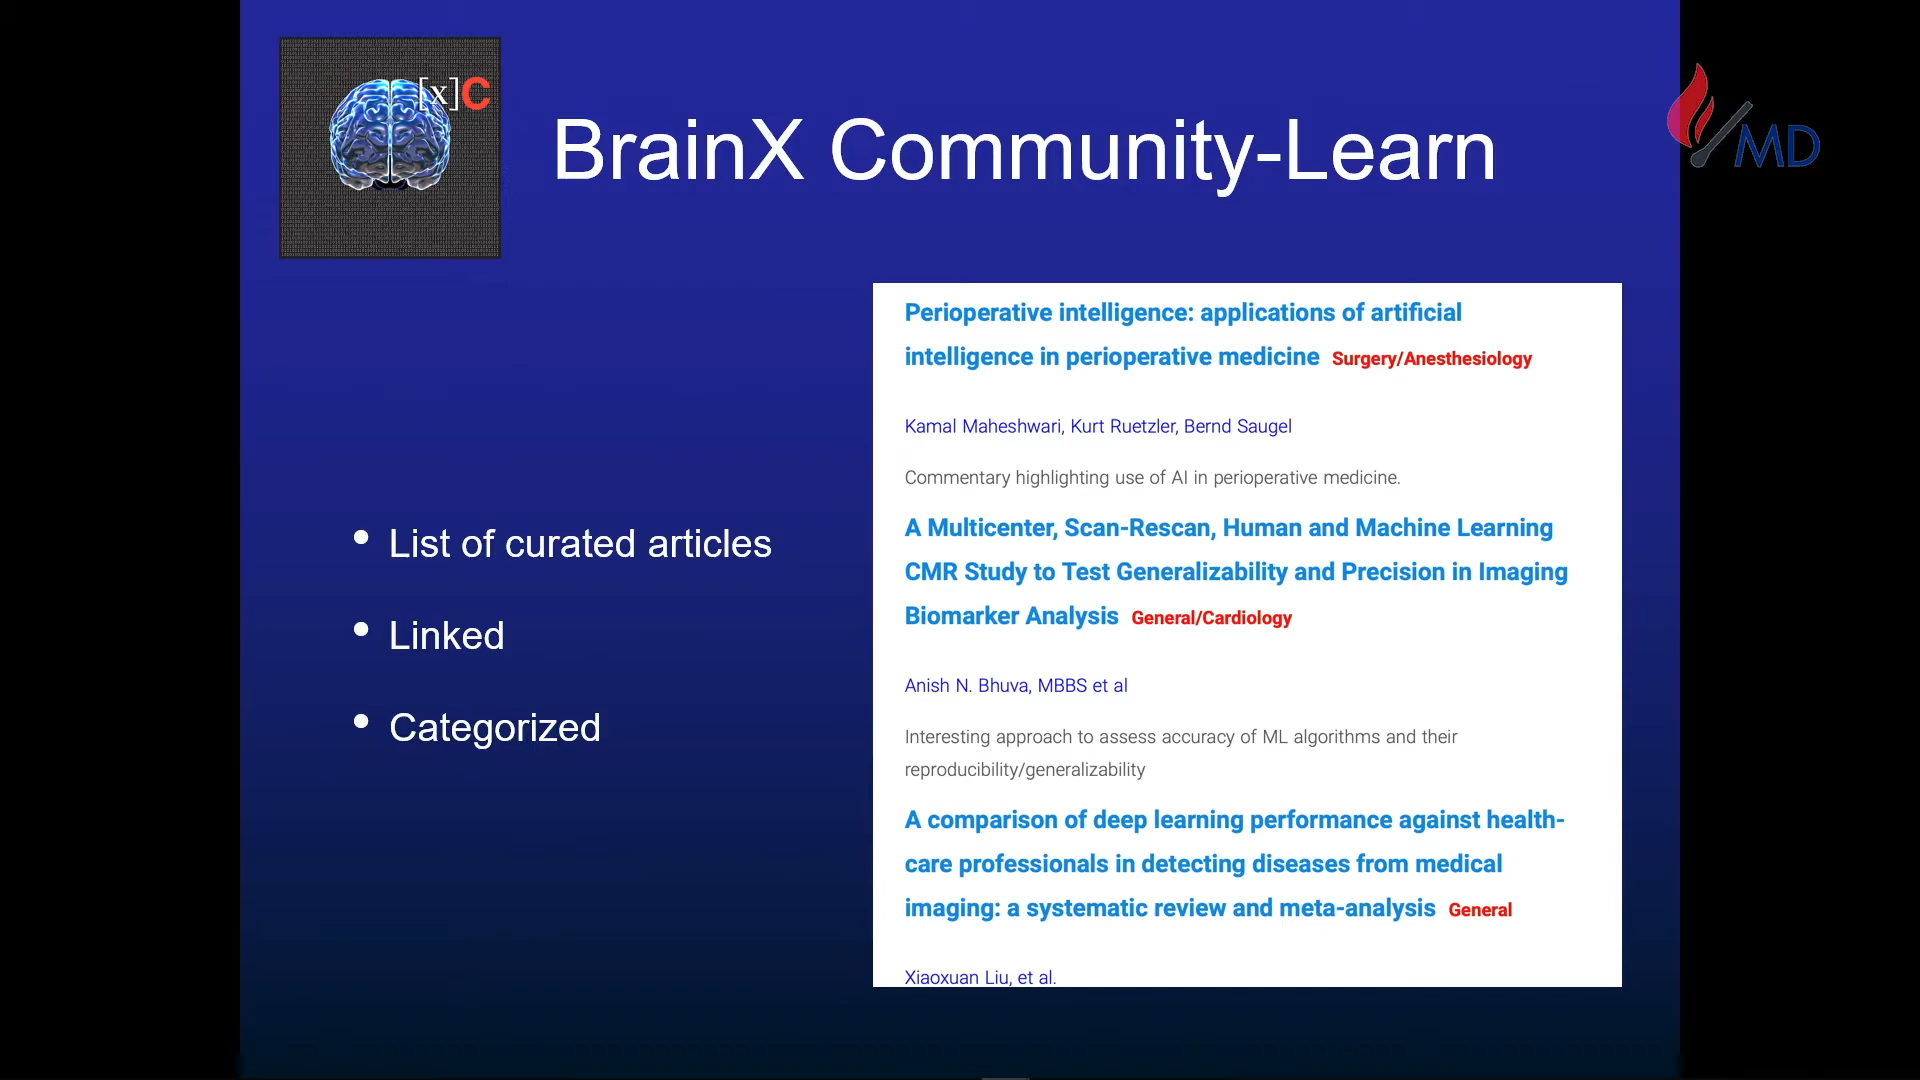 [x]C
BrainX Community-Learn
MD
• List of curated articles
• Linked
• Categorized
Perioperative intelligence: applications of artificial
intelligence in perioperative medicine Surgery/Anesthesiology
Kamal Maheshwari, Kurt Ruetzler, Bernd Saugel
Commentary highlighting use of AI in perioperative medicine.
A Multicenter, Scan-Rescan, Human and Machine Learning
CMR Study to Test Generalizability and Precision in Imaging
Biomarker Analysis General/Cardiology
Anish N. Bhuva, MBBS et al
Interesting approach to assess accuracy of ML algorithms and their
reproducibility/generalizability
A comparison of deep learning performance against health-
care professionals in detecting diseases from medical
imaging: a systematic review and meta-analysis General
Xiaoxuan Liu, et al.